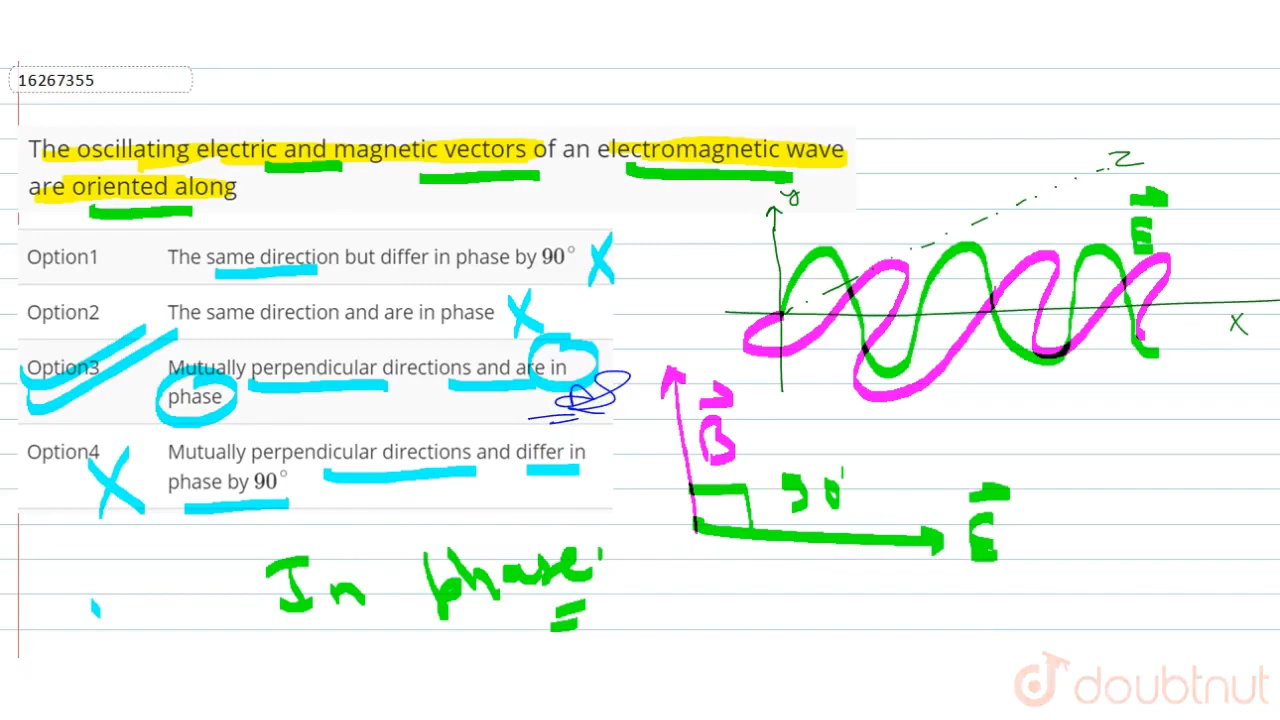 16267355
The oscillating electric and magnetic vectors of an electromagnetic wave
are oriented along
Option1 The same direction but differ in phase by 90°
Option2 The same direction and are in phase
Option3 Mutually perpendicular directions and are in
phase
Option4 Mutually perpendicular directions and differ in
phase by 90°
In phase
y
Z
E
X
B
90°
E
doubtnut